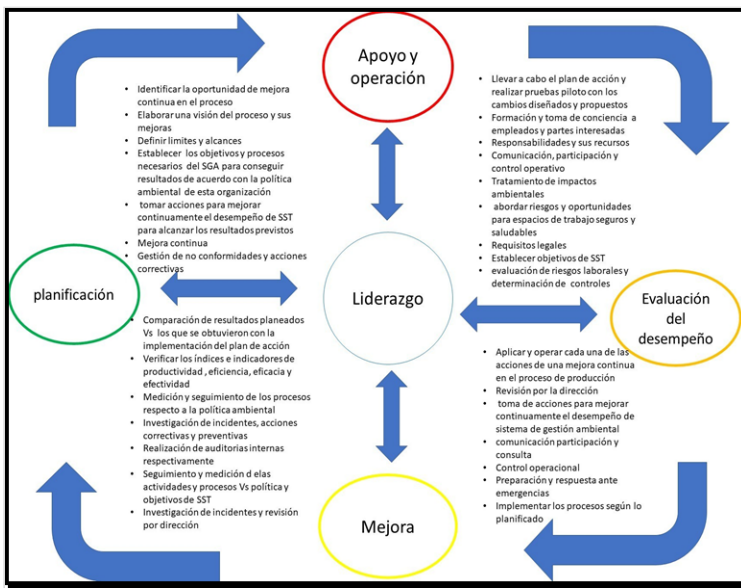 Apoyo y
operación
• Identificar la oportunidad de mejora
continua en el proceso
• Elaborar una visión del proceso y sus
mejoras
• Definir limites y alcances
• Establecer los objetivos y procesos
necesarios del SGA para conseguir
resultados de acuerdo con la política
ambiental de esta organización
• tomar acciones para mejorar
continuamente el desempeño de SST
para alcanzar los resultados previstos
• Mejora continua
• Gestión de no conformidades y acciones
correctivas
• Llevar a cabo el plan de acción y
realizar pruebas piloto con los
cambios diseñados y propuestos
• Formación y toma de conciencia a
empleados y partes interesadas
• Responsabilidades y sus recursos
• Comunicación, participación y
control operativo
• Tratamiento de impactos
ambientales
• abordar riesgos y oportunidades
para espacios de trabajo seguros y
saludables
• Requisitos legales
• Establecer objetivos de SST
• evaluación de riesgos laborales y
determinación de controles
planificación
Liderazgo
Evaluación
del
desempeño
• Comparación de resultados planeados
Vs los que se obtuvieron con la
implementación del plan de acción
• Verificar los índices e indicadores de
productividad , eficiencia, eficacia y
efectividad
• Medición y seguimiento de los procesos
respecto a la política ambiental
• Investigación de incidentes, acciones
correctivas y preventivas
• Realización de auditorias internas
respectivamente
• Seguimiento y medición d elas
actividades y procesos Vs política y
objetivos de SST
• Investigación de incidentes y revisión
por dirección
• Aplicar y operar cada una de las
acciones de una mejora continua
en el proceso de producción
• Revisión por la dirección
• toma de acciones para mejorar
continuamente el desempeño de
sistema de gestión ambiental
• comunicación participación y
consulta
• Control operacional
• Preparación y respuesta ante
emergencias
• Implementar los procesos según lo
planificado
Mejora